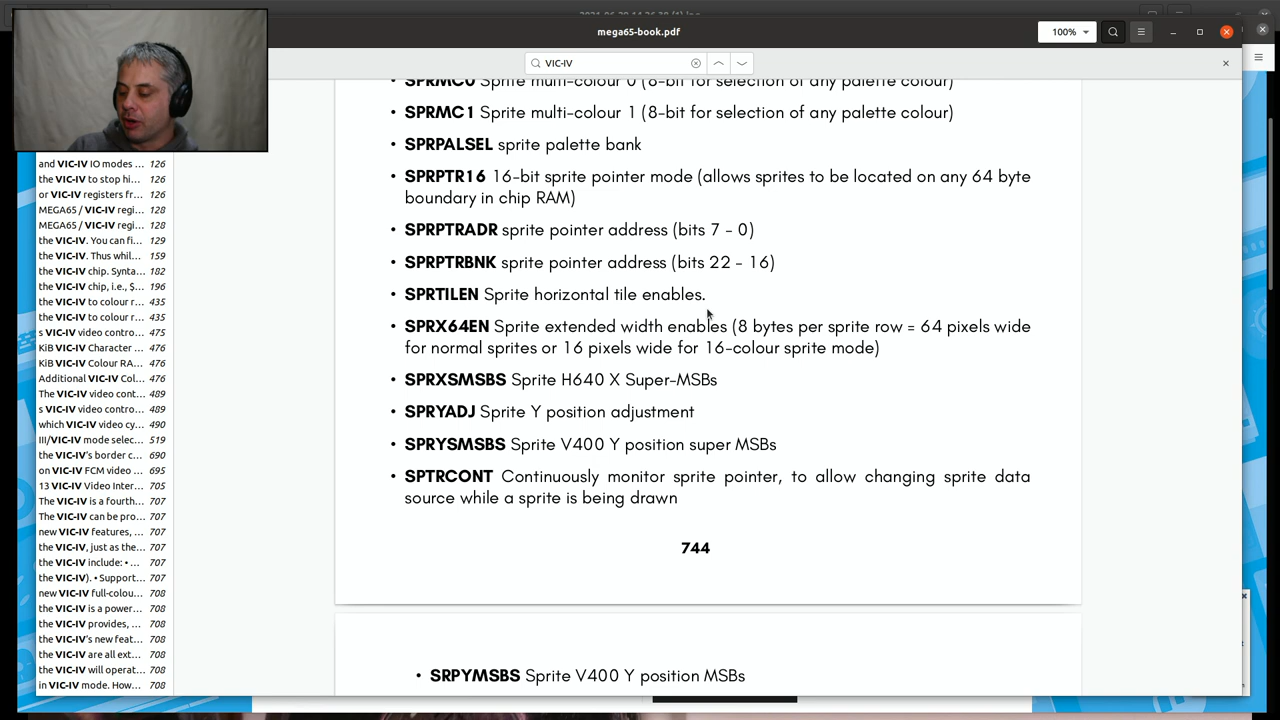 mega65-book.pdf
100%
VIC-IV
and VIC-IV IO modes ... 126
the VIC-IV to stop hi... 126
or VIC-IV registers fr... 126
MEGA65 / VIC-IV regi... 128
MEGA65 / VIC-IV regi... 128
the VIC-IV. You can fi... 129
the VIC-IV. Thus whil... 159
the VIC-IV chip. Synta... 182
the VIC-IV chip, i.e., $... 196
the VIC-IV to colour r... 435
the VIC-IV to colour r... 435
s VIC-IV video control... 475
KiB VIC-IV Character ... 476
KiB VIC-IV Colour RA... 476
Additional VIC-IV Col... 476
The VIC-IV video cont... 489
s VIC-IV video contro... 489
which VIC-IV video cy... 490
III/VIC-IV mode selec... 519
the VIC-IV's border c... 690
on VIC-IV FCM video ... 695
13 VIC-IV Video Inter... 705
The VIC-IV is a fourth... 707
The VIC-IV can be pro... 707
new VIC-IV features, ... 707
the VIC-IV, just as the... 707
the VIC-IV include: • ... 707
the VIC-IV). • Support... 707
new VIC-IV full-colou... 708
the VIC-IV is a power... 708
the VIC-IV provides, ... 708
the VIC-IV's new feat... 708
the VIC-IV are all ext... 708
the VIC-IV will operat... 708
in VIC-IV mode. How... 708
• SPRMC0 Sprite multi-colour 0 (8-bit for selection of any palette colour)
• SPRMC1 Sprite multi-colour 1 (8-bit for selection of any palette colour)
• SPRPALSEL sprite palette bank
• SPRPTR16 16-bit sprite pointer mode (allows sprites to be located on any 64 byte
boundary in chip RAM)
• SPRPTRADR sprite pointer address (bits 7 - 0)
• SPRPTRBNK sprite pointer address (bits 22 - 16)
• SPRTILEN Sprite horizontal tile enables.
• SPRX64EN Sprite extended width enables (8 bytes per sprite row = 64 pixels wide
for normal sprites or 16 pixels wide for 16-colour sprite mode)
• SPRXSMSBS Sprite H640 X Super-MSBs
• SPRYADJ Sprite Y position adjustment
• SPRYSMSBS Sprite V400 Y position super MSBs
• SPTRCONT Continuously monitor sprite pointer, to allow changing sprite data
source while a sprite is being drawn
744
• SRPYMSBS Sprite V400 Y position MSBs